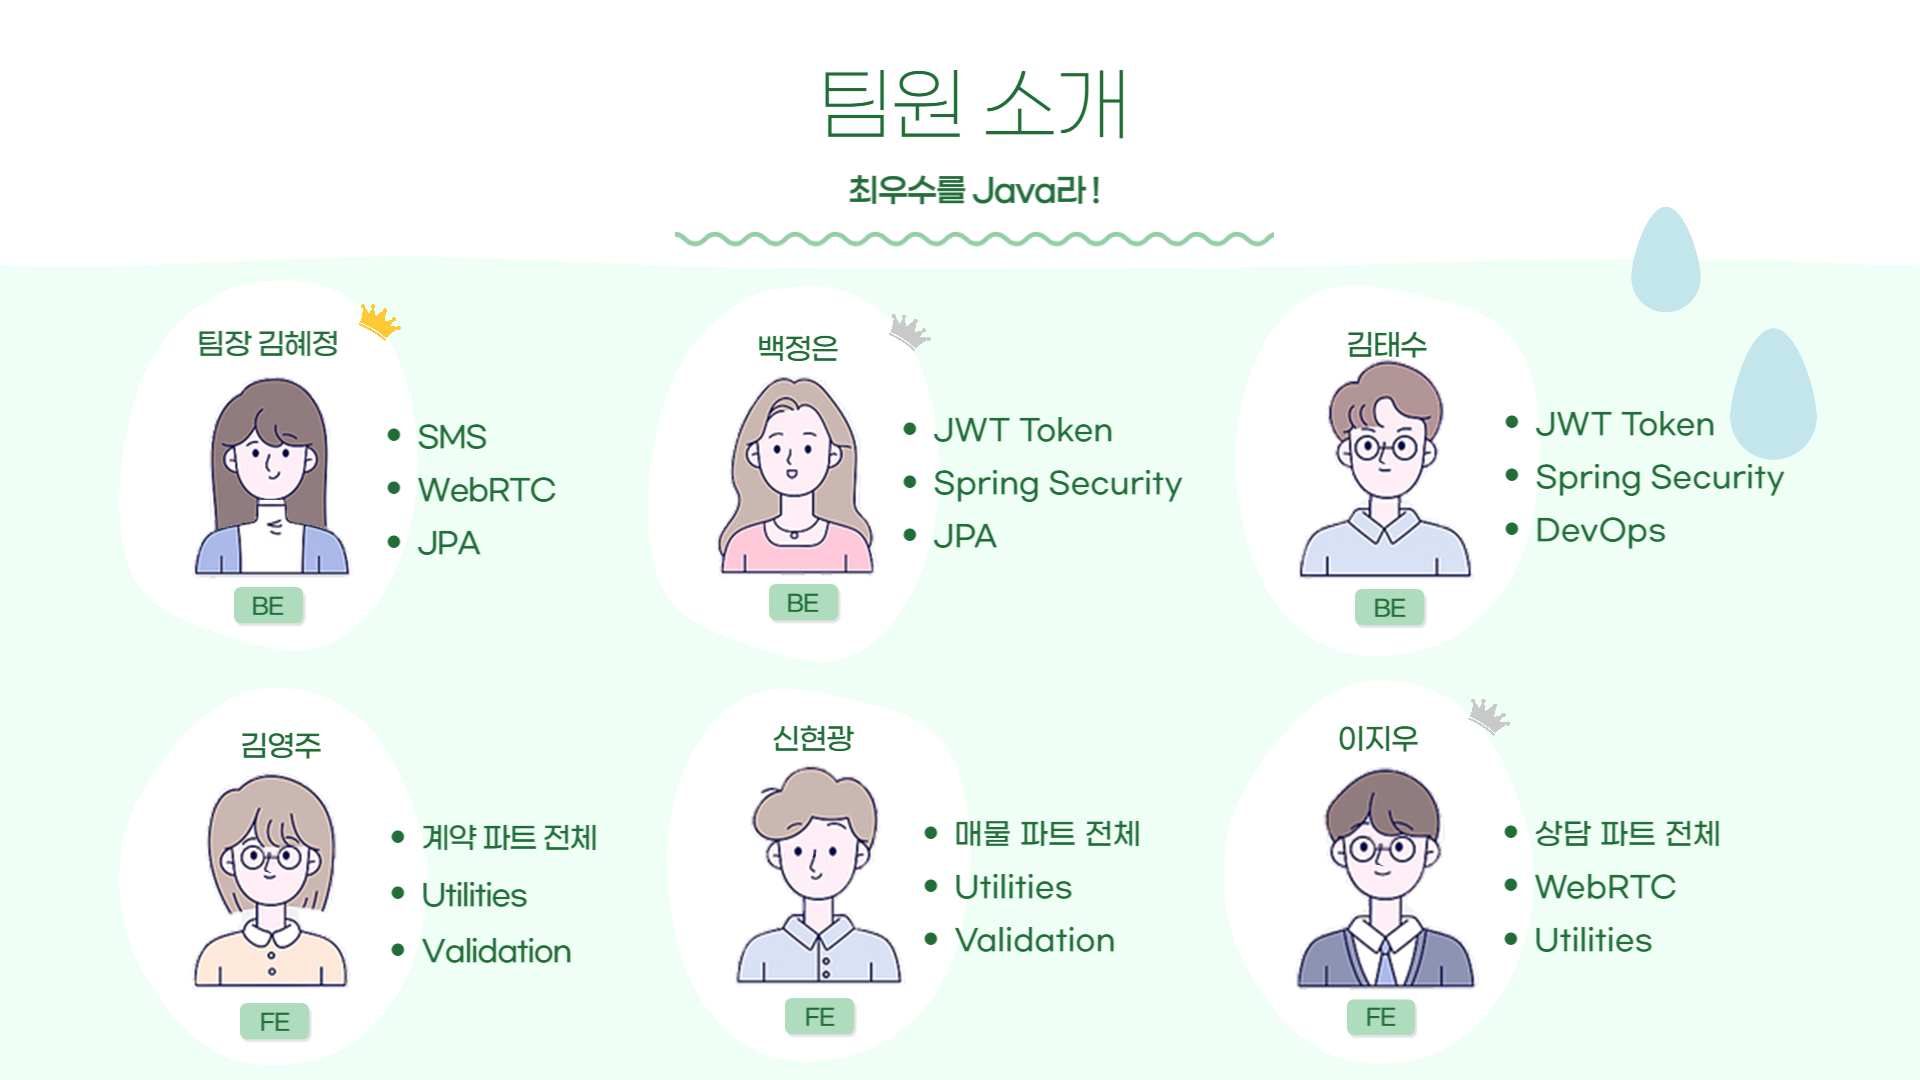 팀원 소개
최우수를 Java라 !
팀장 김혜정
SMS
WebRTC
JPA
BE
백정은
JWT Token
Spring Security
JPA
BE
김태수
JWT Token
Spring Security
DevOps
BE
김영주
계약 파트 전체
Utilities
Validation
FE
신현광
매물 파트 전체
Utilities
Validation
FE
이지우
상담 파트 전체
WebRTC
Utilities
FE